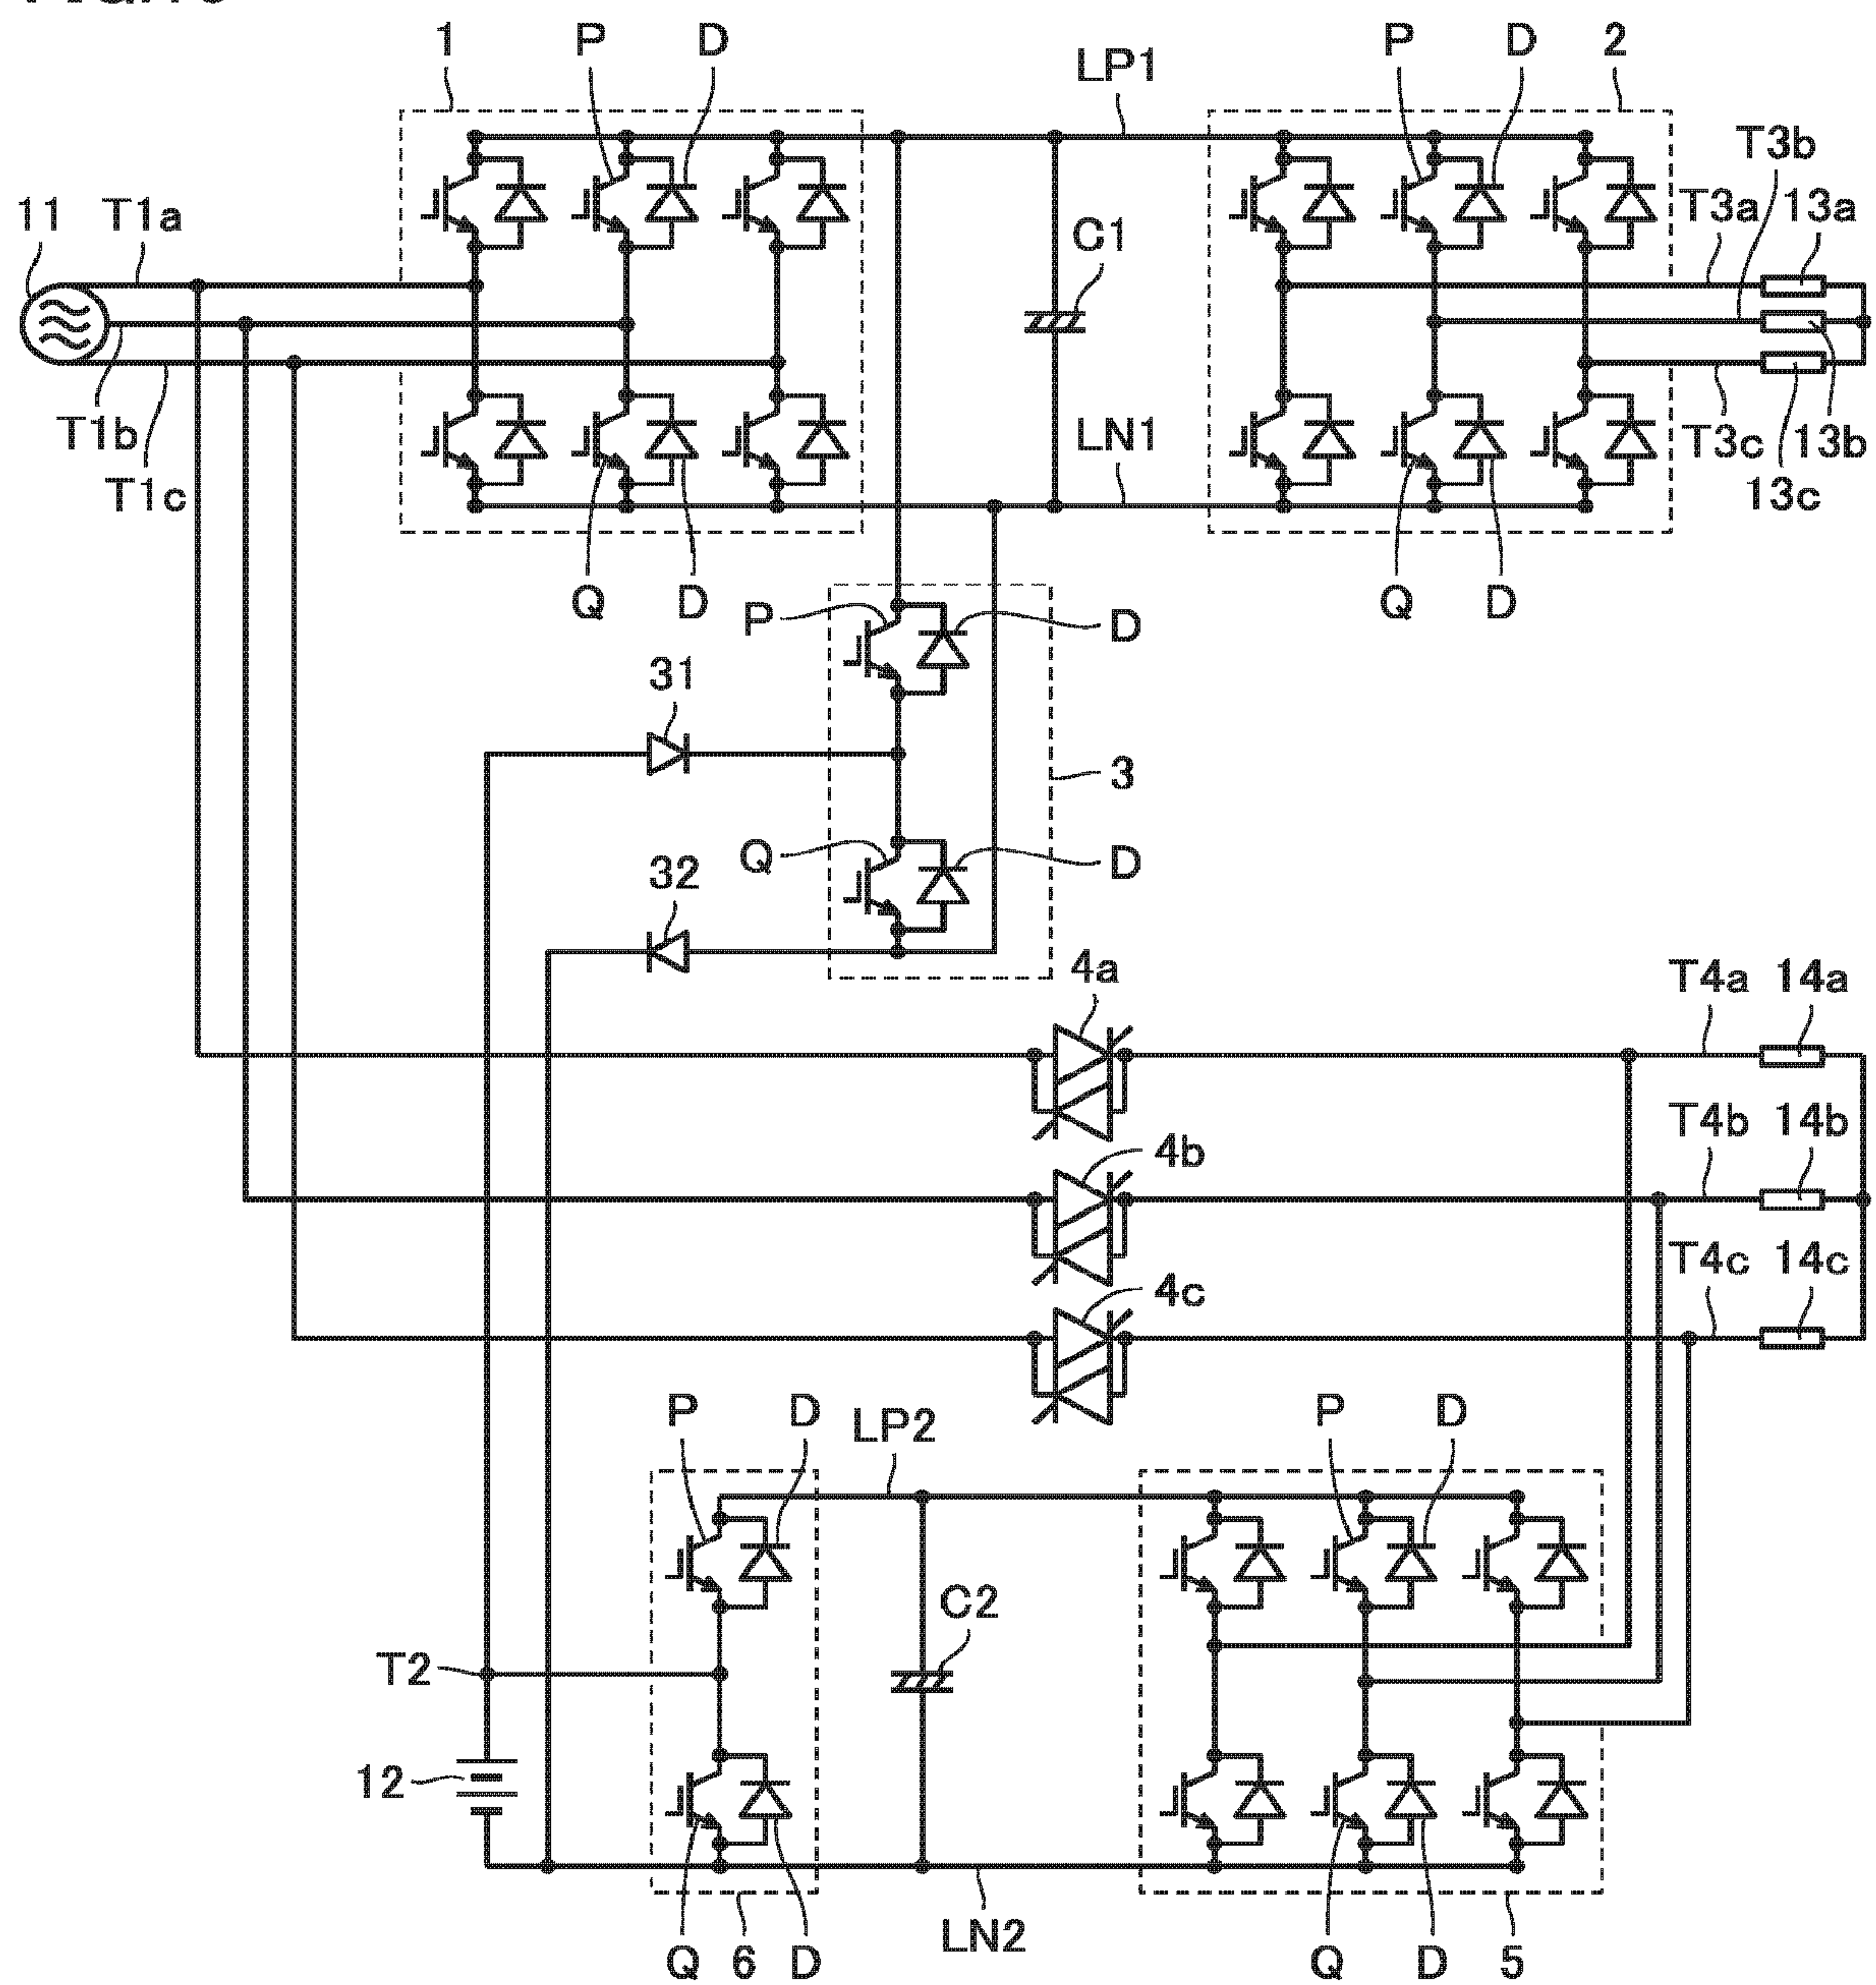 1 P D LP1 P D 2
T3b
11 T1a C1 T3a 13a
T1b LN1 T3c 13b
T1c 13c
Q D Q D
P D
31
3
Q D
32
4a T4a 14a
4b T4b 14b
4c T4c 14c
P D LP2 P D
C2
T2
12
LN2
Q 6 D Q D 5